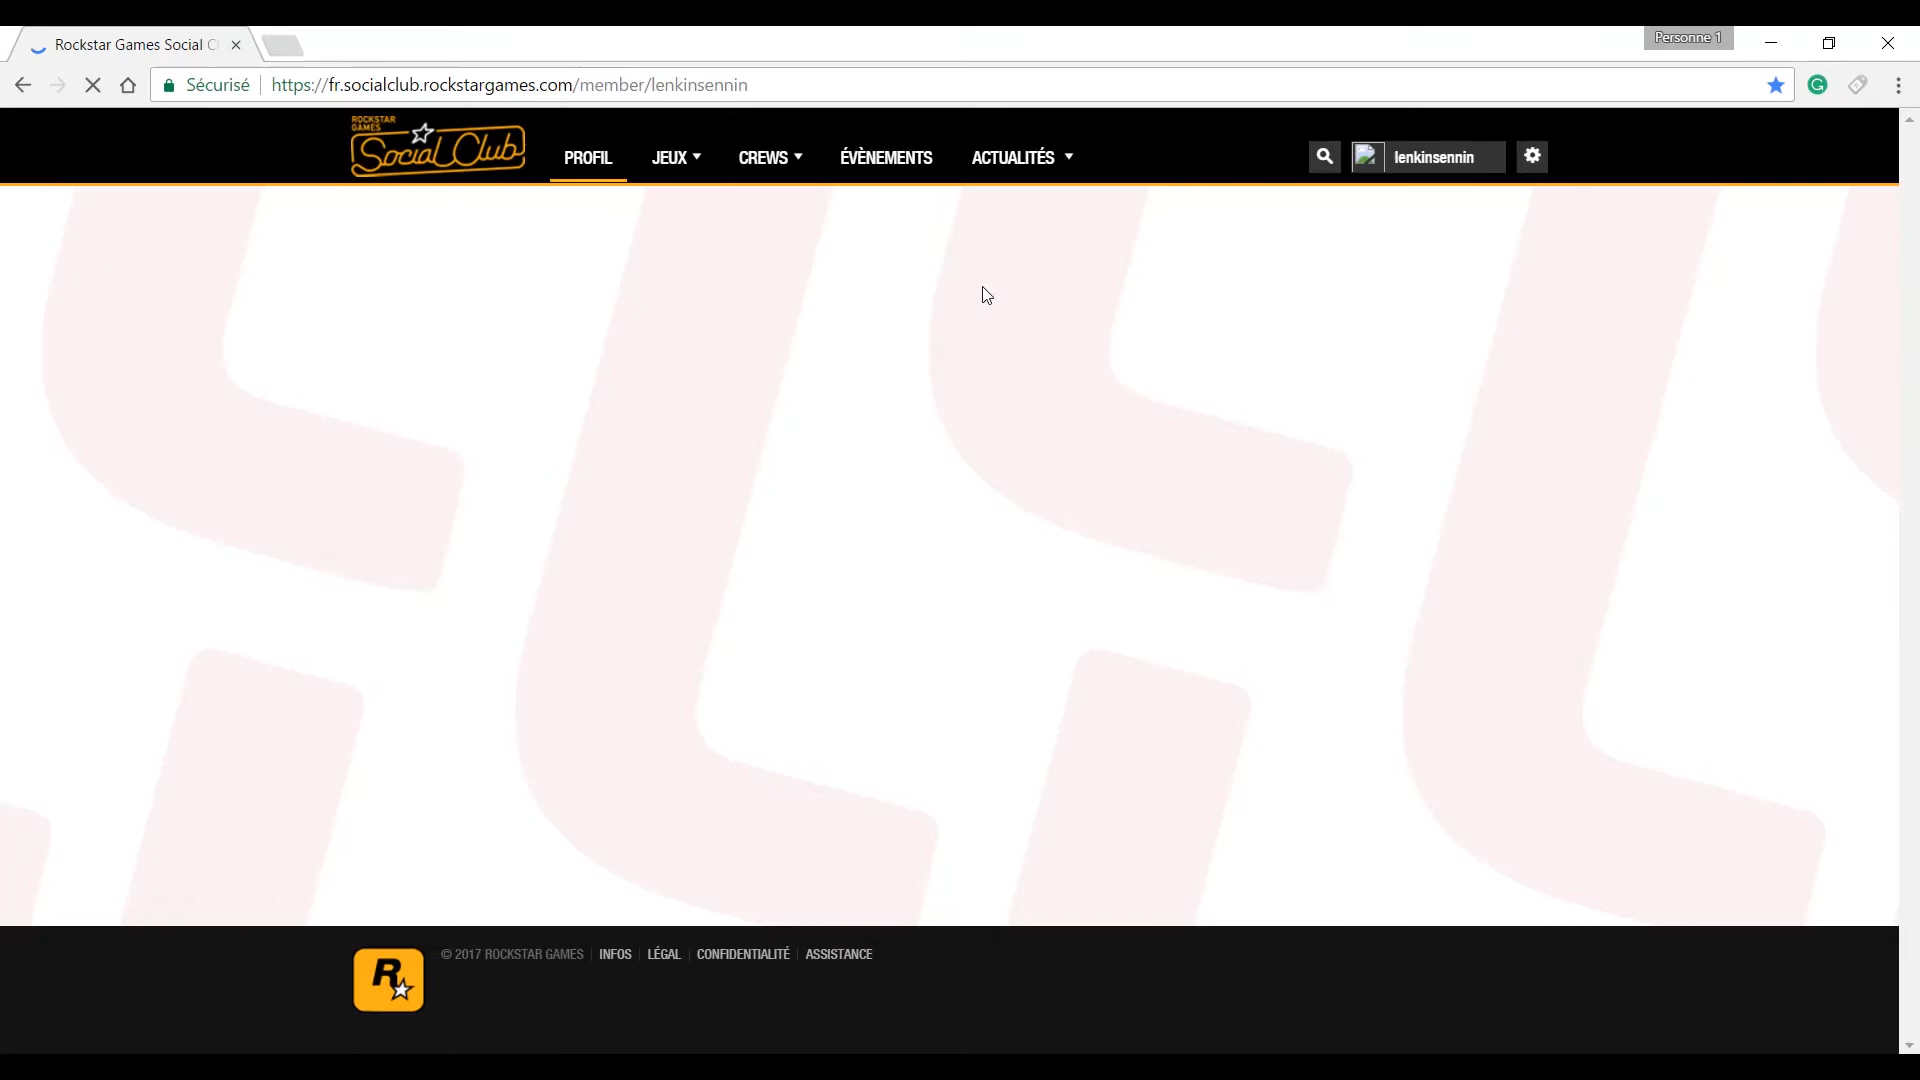 Rockstar Games Social C
Personne 1
Sécurisé
https://fr.socialclub.rockstargames.com/member/lenkinsennin
ROCKSTAR
GAMES
Social Club
PROFIL
JEUX
CREWS
ÉVÈNEMENTS
ACTUALITÉS
lenkinsennin
R
© 2017 ROCKSTAR GAMES
INFOS
LÉGAL
CONFIDENTIALITÉ
ASSISTANCE